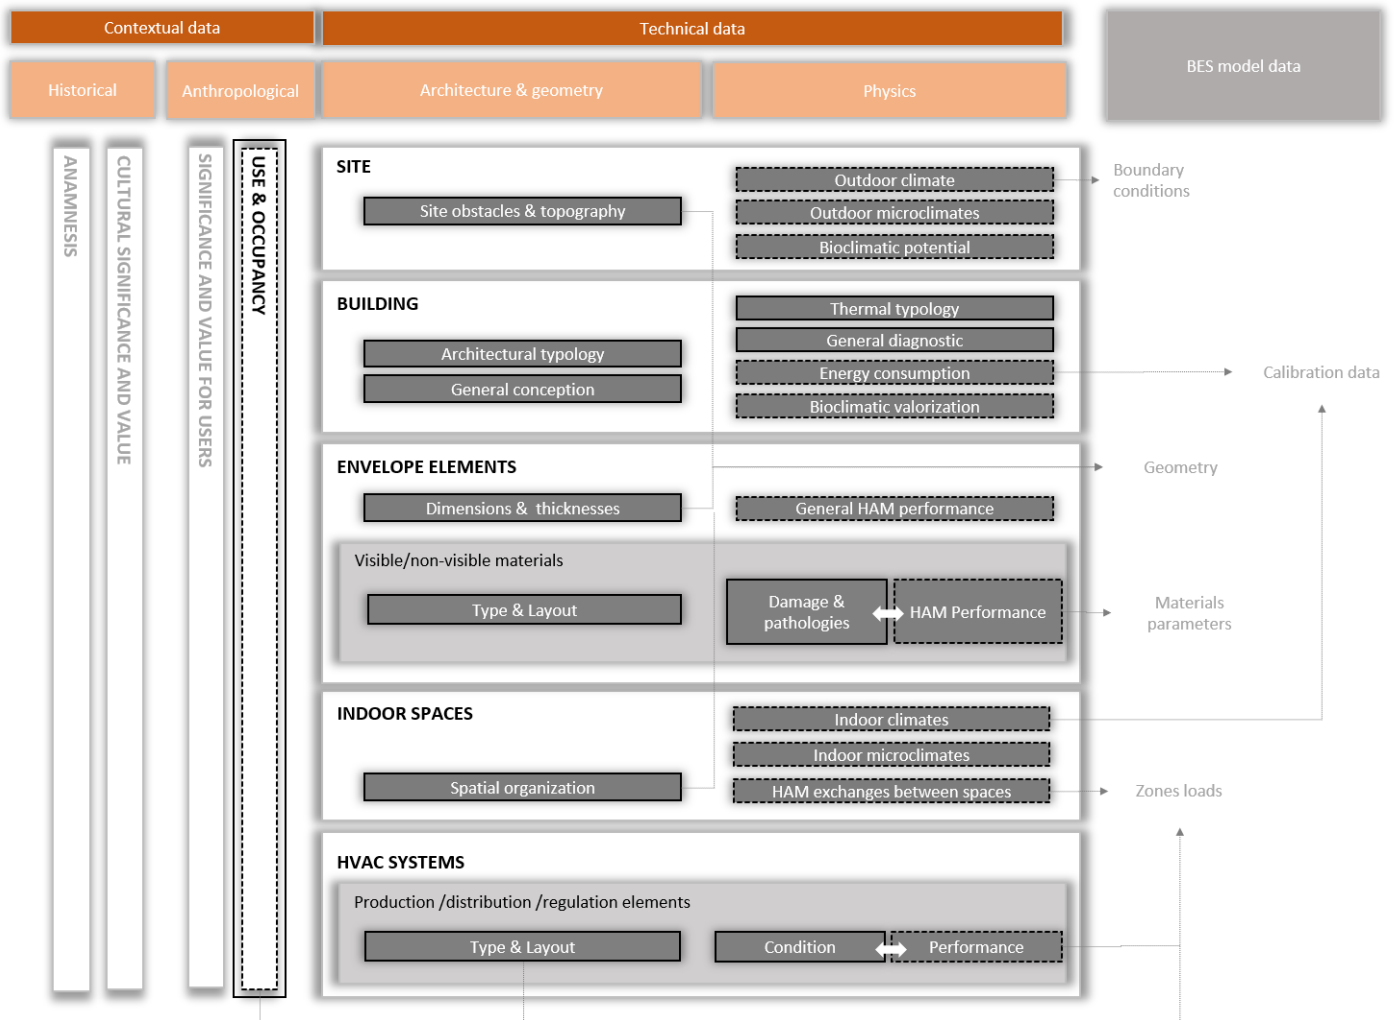 Contextual data
Technical data
BES model data
Historical
Anthropological
Architecture & geometry
Physics
ANAMNESIS
CULTURAL SIGNIFICANCE AND VALUE
SIGNIFICANCE AND VALUE FOR USERS
USE & OCCUPANCY
SITE
Site obstacles & topography
Outdoor climate
Outdoor microclimates
Bioclimatic potential
Boundary
conditions
BUILDING
Architectural typology
General conception
Thermal typology
General diagnostic
Energy consumption
Bioclimatic valorization
Calibration data
ENVELOPE ELEMENTS
Dimensions & thicknesses
General HAM performance
Geometry
Visible/non-visible materials
Type & Layout
Damage &
pathologies
HAM Performance
Materials
parameters
INDOOR SPACES
Spatial organization
Indoor climates
Indoor microclimates
HAM exchanges between spaces
Zones loads
HVAC SYSTEMS
Production /distribution /regulation elements
Type & Layout
Condition
Performance